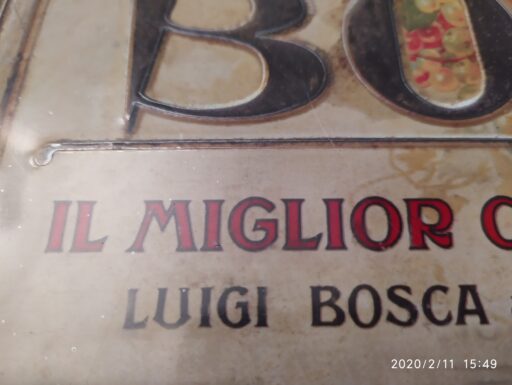 BO
IL MIGLIOR
LUIGI BOSCA
2020/2/11 15:49